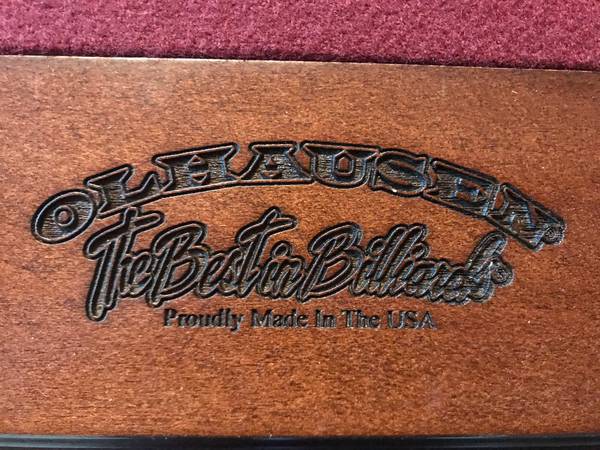 OLHAUSEN®
The Best in Billiards®
Proudly Made In The USA